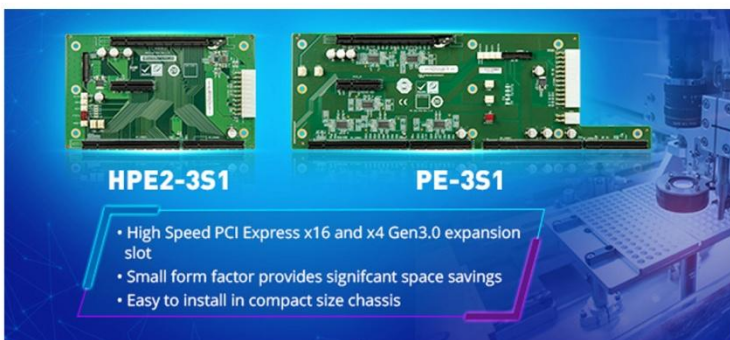 HPE2-3S1
PE-3S1
• High Speed PCI Express x16 and x4 Gen3.0 expansion
slot
• Small form factor provides signifcant space savings
• Easy to install in compact size chassis